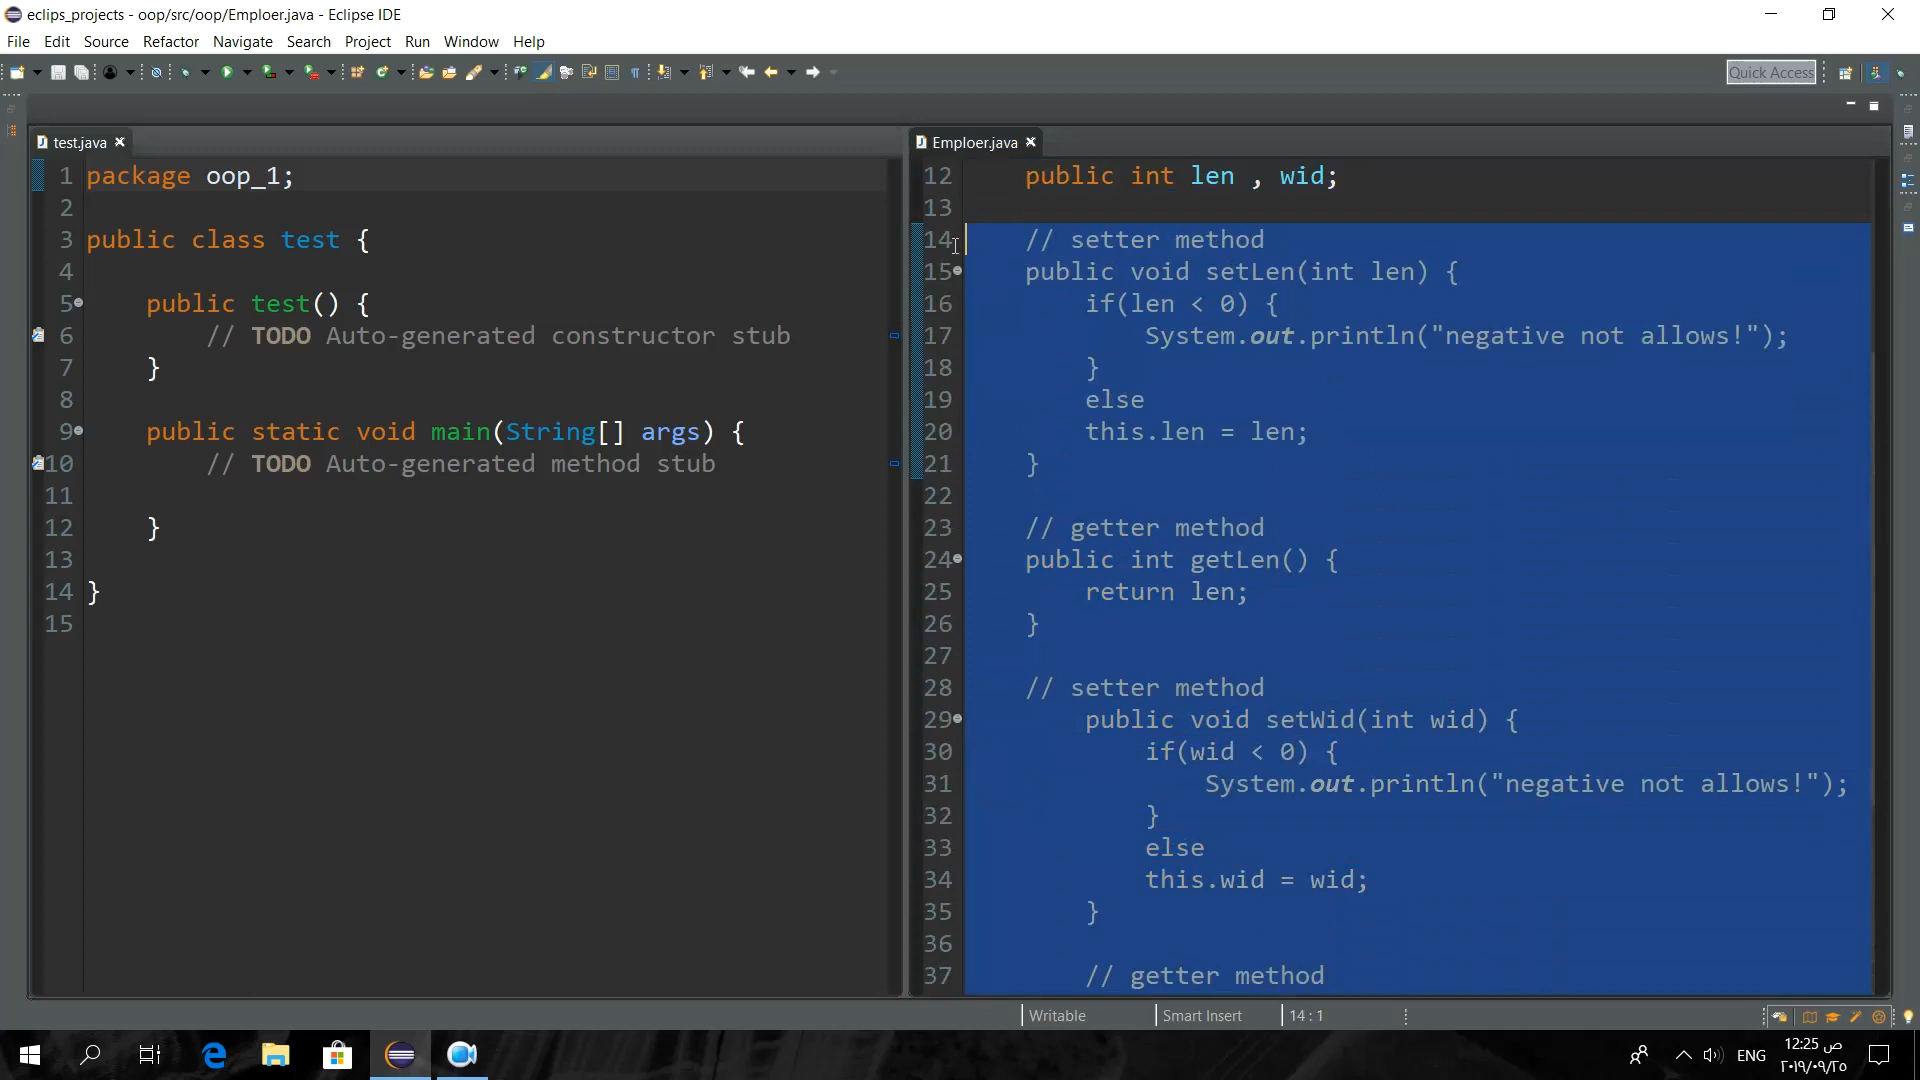 eclips_projects - oop/src/oop/Emploer.java - Eclipse IDE
File Edit Source Refactor Navigate Search Project Run Window Help
Quick Access
test.java
1 package oop_1;
2
3 public class test {
4
5 public test() {
6 // TODO Auto-generated constructor stub
7 }
8
9 public static void main(String[] args) {
10 // TODO Auto-generated method stub
11
12 }
13
14 }
15
Emploer.java
12 public int len , wid;
13
14 // setter method
15 public void setLen(int len) {
16 if(len < 0) {
17 System.out.println("negative not allows!");
18 }
19 else
20 this.len = len;
21 }
22
23 // getter method
24 public int getLen() {
25 return len;
26 }
27
28 // setter method
29 public void setWid(int wid) {
30 if(wid < 0) {
31 System.out.println("negative not allows!");
32 }
33 else
34 this.wid = wid;
35 }
36
37 // getter method
Writable Smart Insert 14 : 1
ENG
12:25 ص
٢٠١٩/٠٩/٢٥